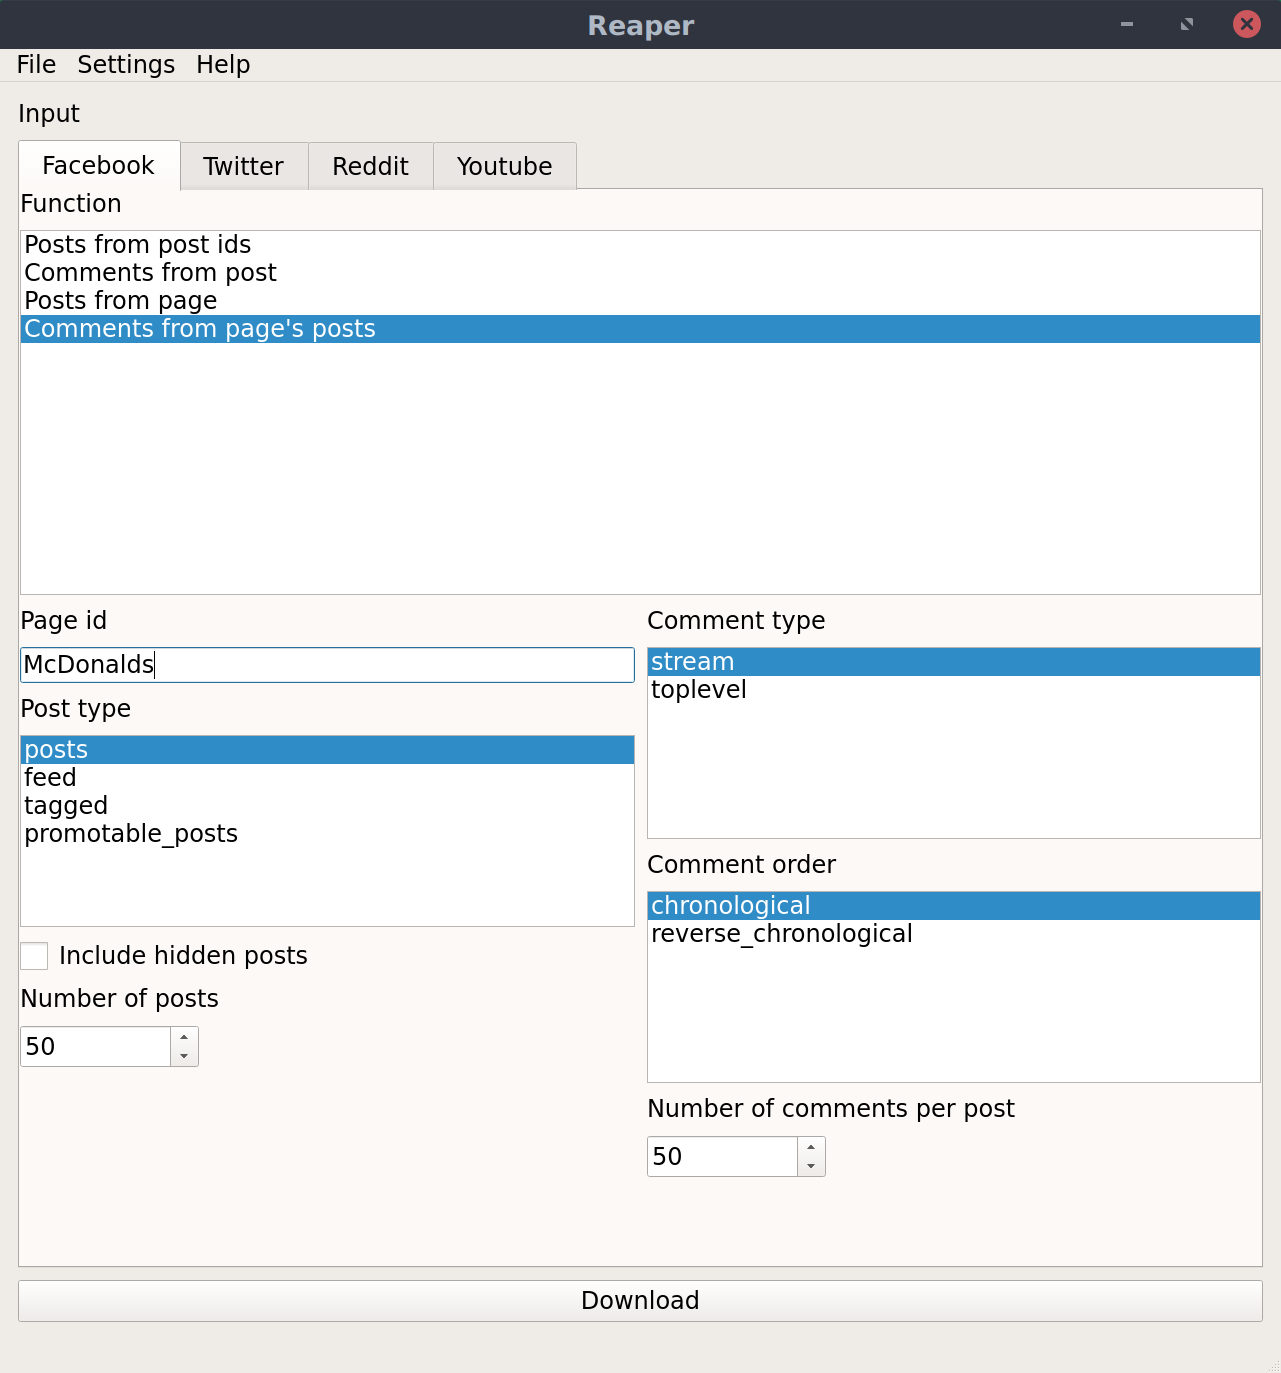 Reaper
File Settings Help
Input
Facebook Twitter Reddit Youtube
Function
Posts from post ids
Comments from post
Posts from page
Comments from page's posts
Page id
McDonalds
Post type
posts
feed
tagged
promotable_posts
Include hidden posts
Number of posts
50
Comment type
stream
toplevel
Comment order
chronological
reverse_chronological
Number of comments per post
50
Download